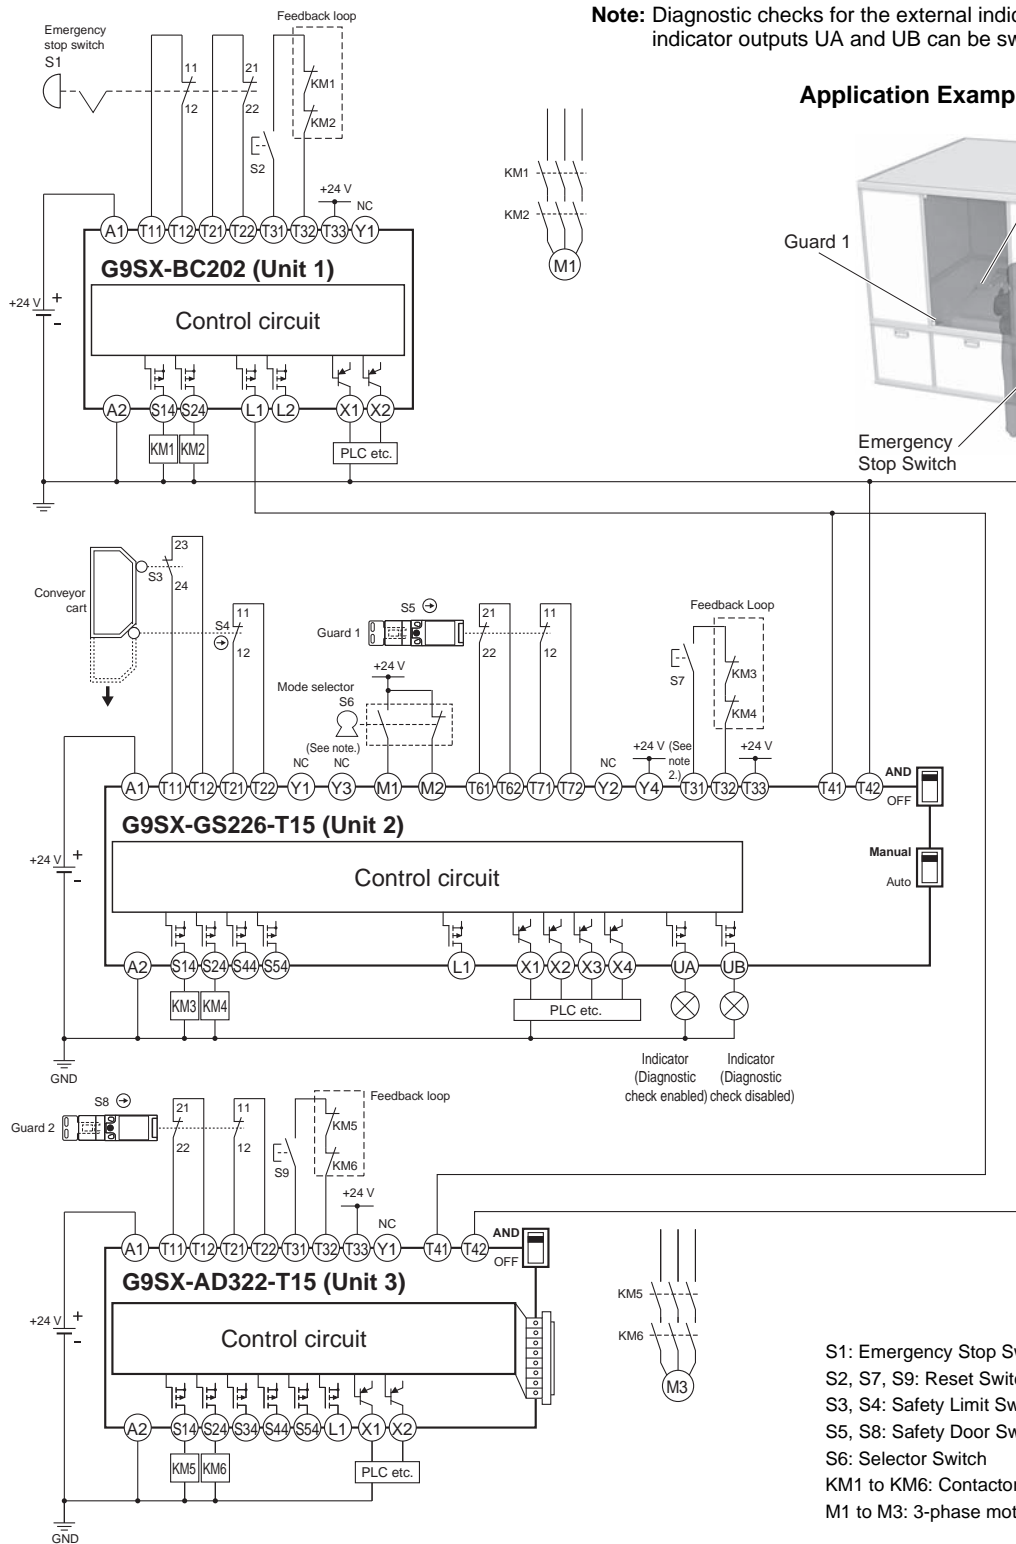 Note: Diagnostic checks for the external
indicator outputs UA and UB can be
Application
Feedback loop
Emergency
stop switch
S1
11
21
KM1
12
22
KM2
S2
+24 V
NC
A1 T11 T12 T21 T22 T31 T32 T33 Y1
KM1
KM2
M1
Guard 1
Emergency
Stop Switch
G9SX-BC202 (Unit 1)
+24 V
+
-
Control circuit
A2 S14 S24 L1 L2 X1 X2
KM1 KM2
PLC etc.
23
S3
24
Conveyor
cart
11
S4
12
S5
Guard 1
21
11
22
12
+24 V
Mode selector
S6
(See note.)
Feedback Loop
S7
KM3
KM4
NC
NC
NC
+24 V (See
note
2.)
+24 V
A1 T11 T12 T21 T22 Y1 Y3 M1 M2 T61 T62 T71 T72 Y2 Y4 T31 T32 T33 T41 T42
AND
OFF
G9SX-GS226-T15 (Unit 2)
Manual
Auto
+24 V
+
-
Control circuit
A2 S14 S24 S44 S54 L1 X1 X2 X3 X4 UA UB
KM3 KM4
PLC etc.
GND
Indicator
(Diagnostic
check enabled)
Indicator
(Diagnostic
check disabled)
S8
Guard 2
21
11
22
12
Feedback loop
KM5
S9
KM6
+24 V
NC
A1 T11 T12 T21 T22 T31 T32 T33 Y1 T41 T42
AND
OFF
G9SX-AD322-T15 (Unit 3)
+24 V
+
-
Control circuit
A2 S14 S24 S34 S44 S54 L1 X1 X2
KM5 KM6
PLC etc.
GND
KM5
KM6
M3
S1: Emergency Stop
S2, S7, S9: Reset
S3, S4: Safety Limit
S5, S8: Safety Door
S6: Selector Switch
KM1 to KM6:
M1 to M3: 3-phase